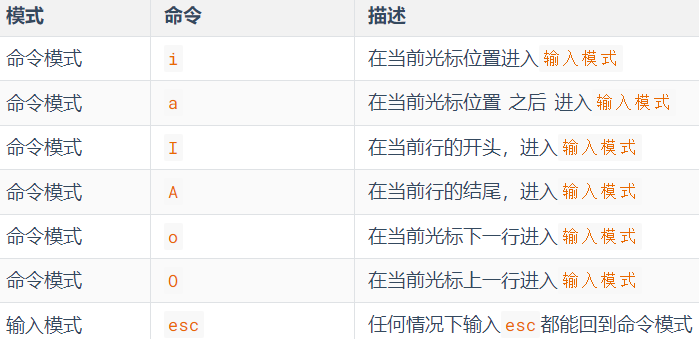 模式 命令 描述
命令模式 i 在当前光标位置进入输入模式
命令模式 a 在当前光标位置 之后 进入输入模式
命令模式 I 在当前行的开头，进入输入模式
命令模式 A 在当前行的结尾，进入输入模式
命令模式 o 在当前光标下一行进入输入模式
命令模式 O 在当前光标上一行进入输入模式
输入模式 esc 任何情况下输入esc都能回到命令模式